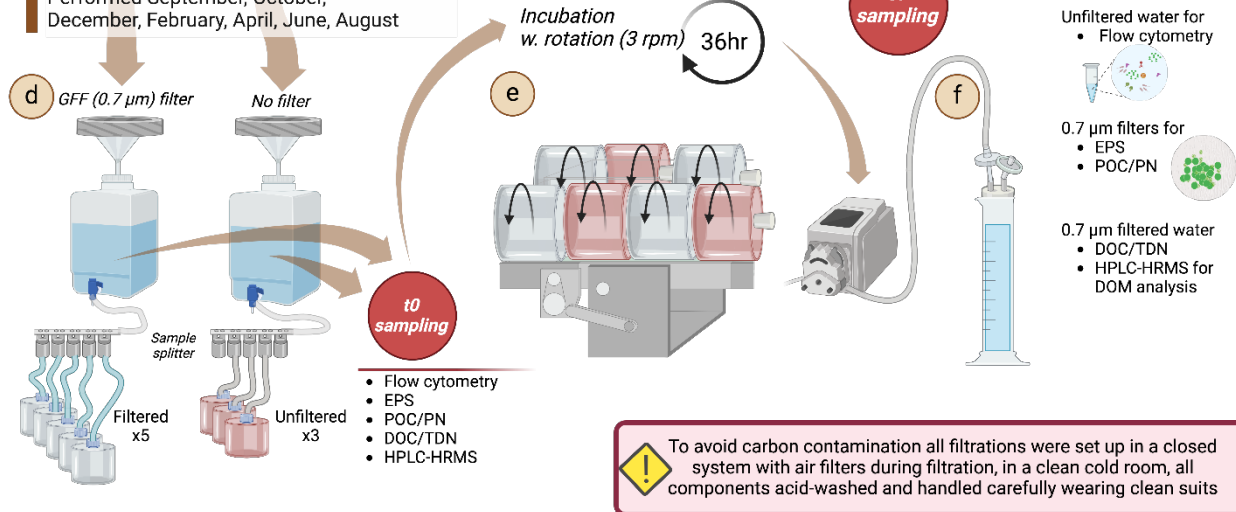 Performed September, October,
December, February, April, June, August
d
GFF (0.7 µm) filter
No filter
Sample
splitter
Filtered
x5
Unfiltered
x3
t0
sampling
• Flow cytometry
• EPS
• POC/PN
• DOC/TDN
• HPLC-HRMS
Incubation
w. rotation (3 rpm)
36hr
e
sampling
f
Unfiltered water for
• Flow cytometry
0.7 µm filters for
• EPS
• POC/PN
0.7 µm filtered water
• DOC/TDN
• HPLC-HRMS for
DOM analysis
!
To avoid carbon contamination all filtrations were set up in a closed
system with air filters during filtration, in a clean cold room, all
components acid-washed and handled carefully wearing clean suits